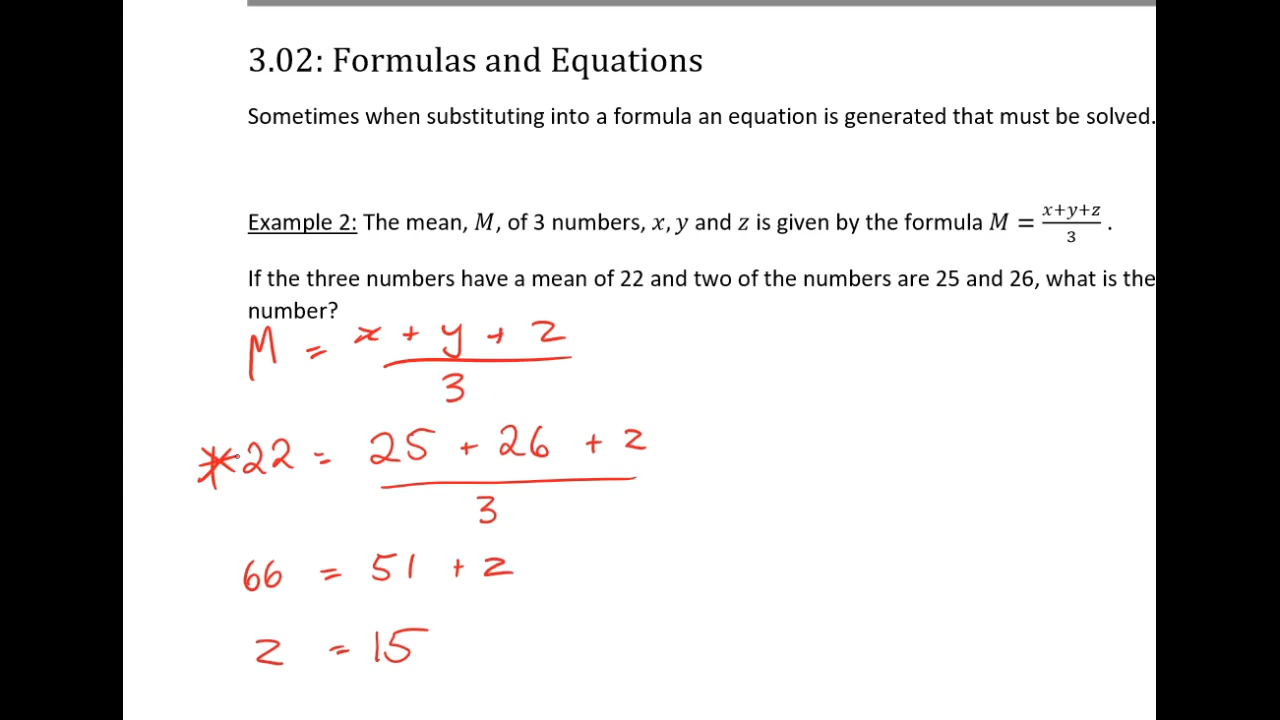 3.02: Formulas and Equations
Sometimes when substituting into a formula an equation is generated that must be solved.
Example 2: The mean, M, of 3 numbers, x, y and z is given by the formula M = (x+y+z)/3 .
If the three numbers have a mean of 22 and two of the numbers are 25 and 26, what is the
number?
M = x + y + z
3
*22 = 25 + 26 + z
3
66 = 51 + z
z = 15